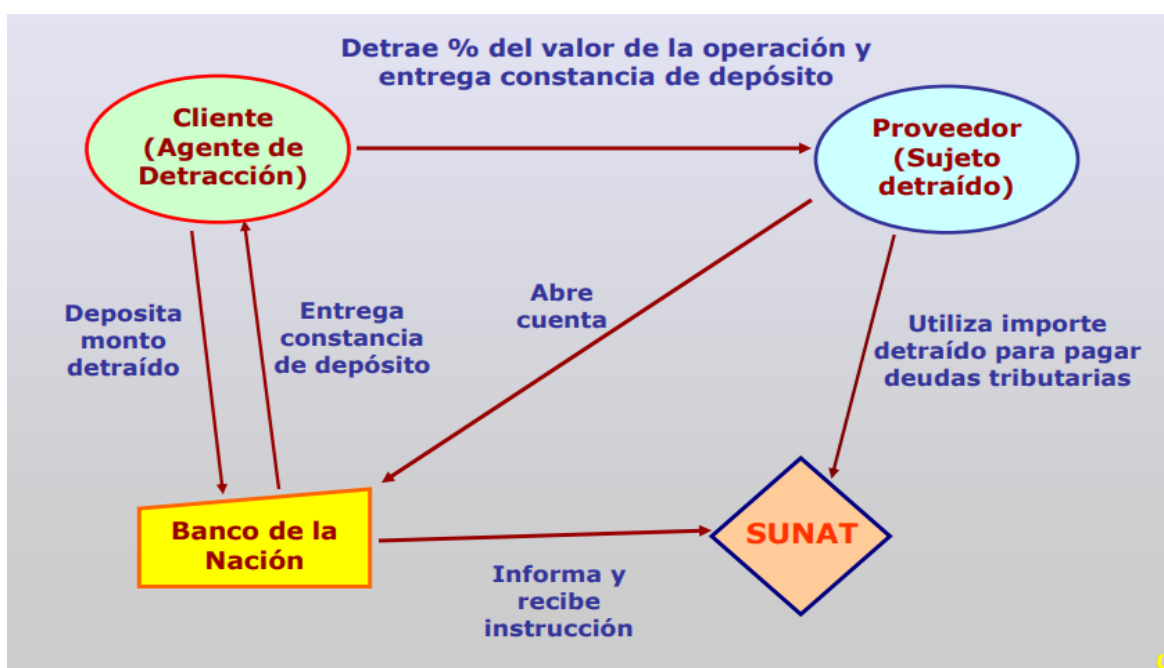 Detrae % del valor de la operación y
entrega constancia de depósito
Cliente
(Agente de
Detracción)
Proveedor
(Sujeto
detraído)
Deposita
monto
detraído
Entrega
constancia
de depósito
Abre
cuenta
Utiliza importe
detraído para pagar
deudas tributarias
Banco de la
Nación
SUNAT
Informa y
recibe
instrucción